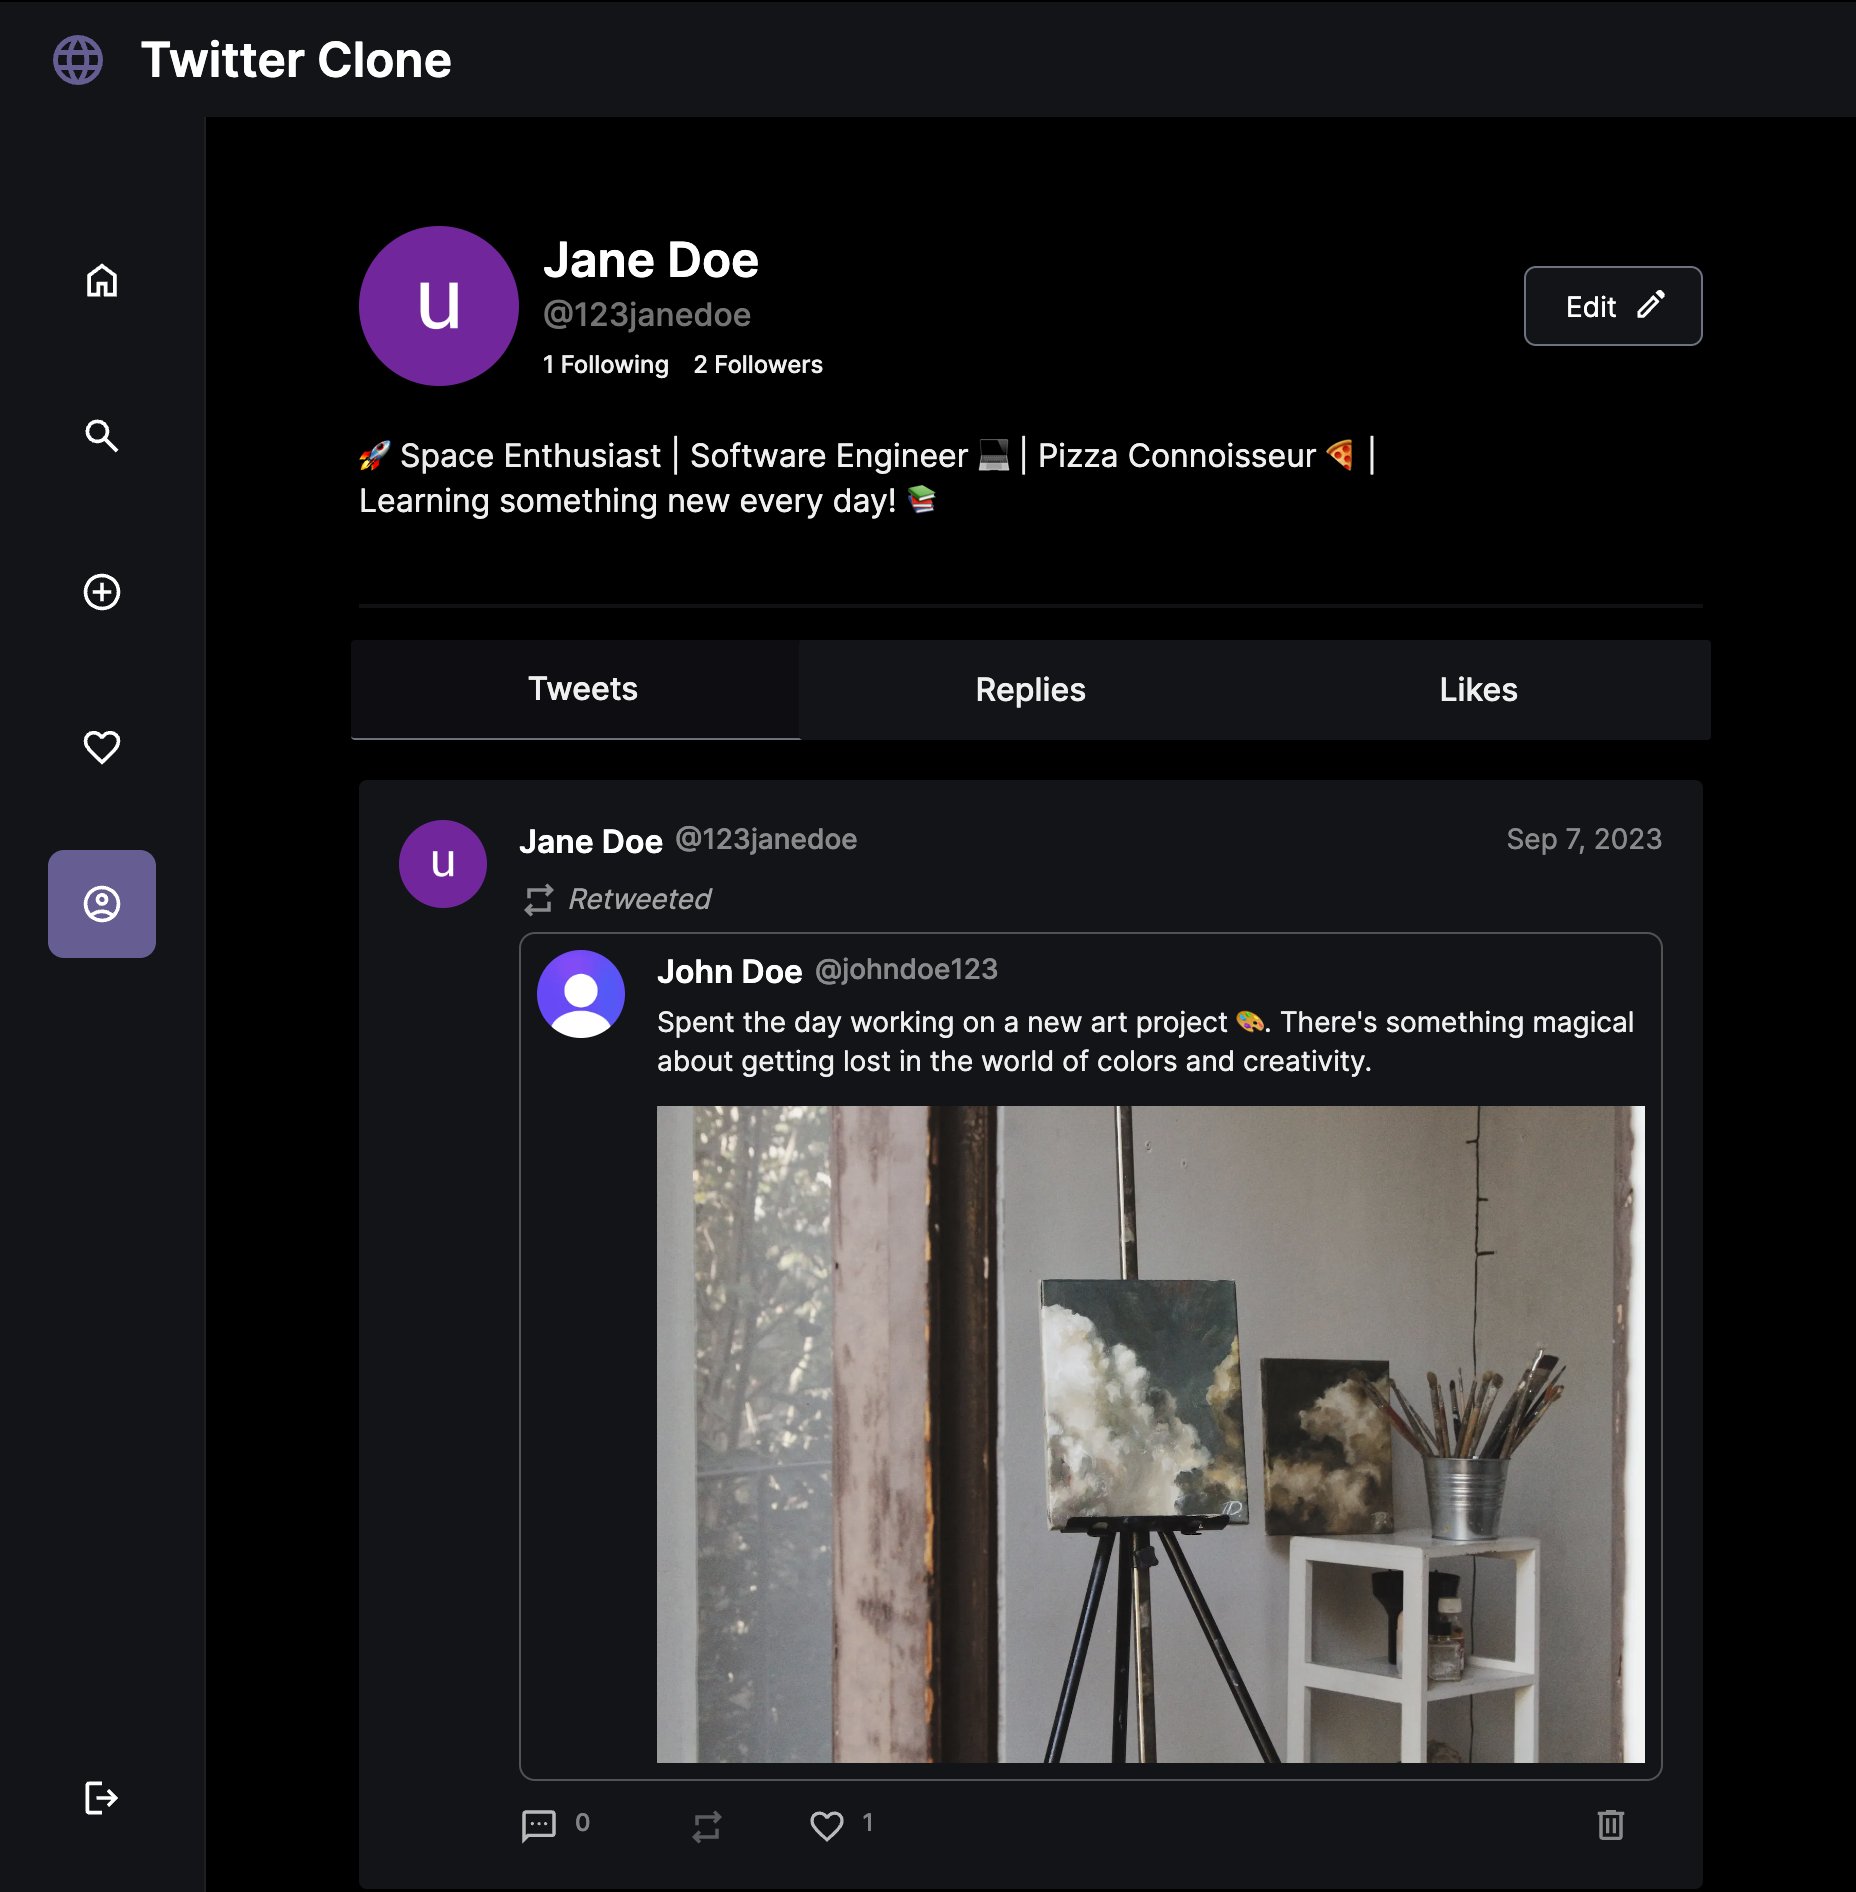 Twitter Clone
u
Jane Doe
@123janedoe
1 Following 2 Followers
Edit
🚀 Space Enthusiast | Software Engineer 💻 | Pizza Connoisseur 🍕 |
Learning something new every day! 📚
Tweets Replies Likes
u
Jane Doe @123janedoe Sep 7, 2023
Retweeted
John Doe @johndoe123
Spent the day working on a new art project 🎨. There's something magical
about getting lost in the world of colors and creativity.
0 1